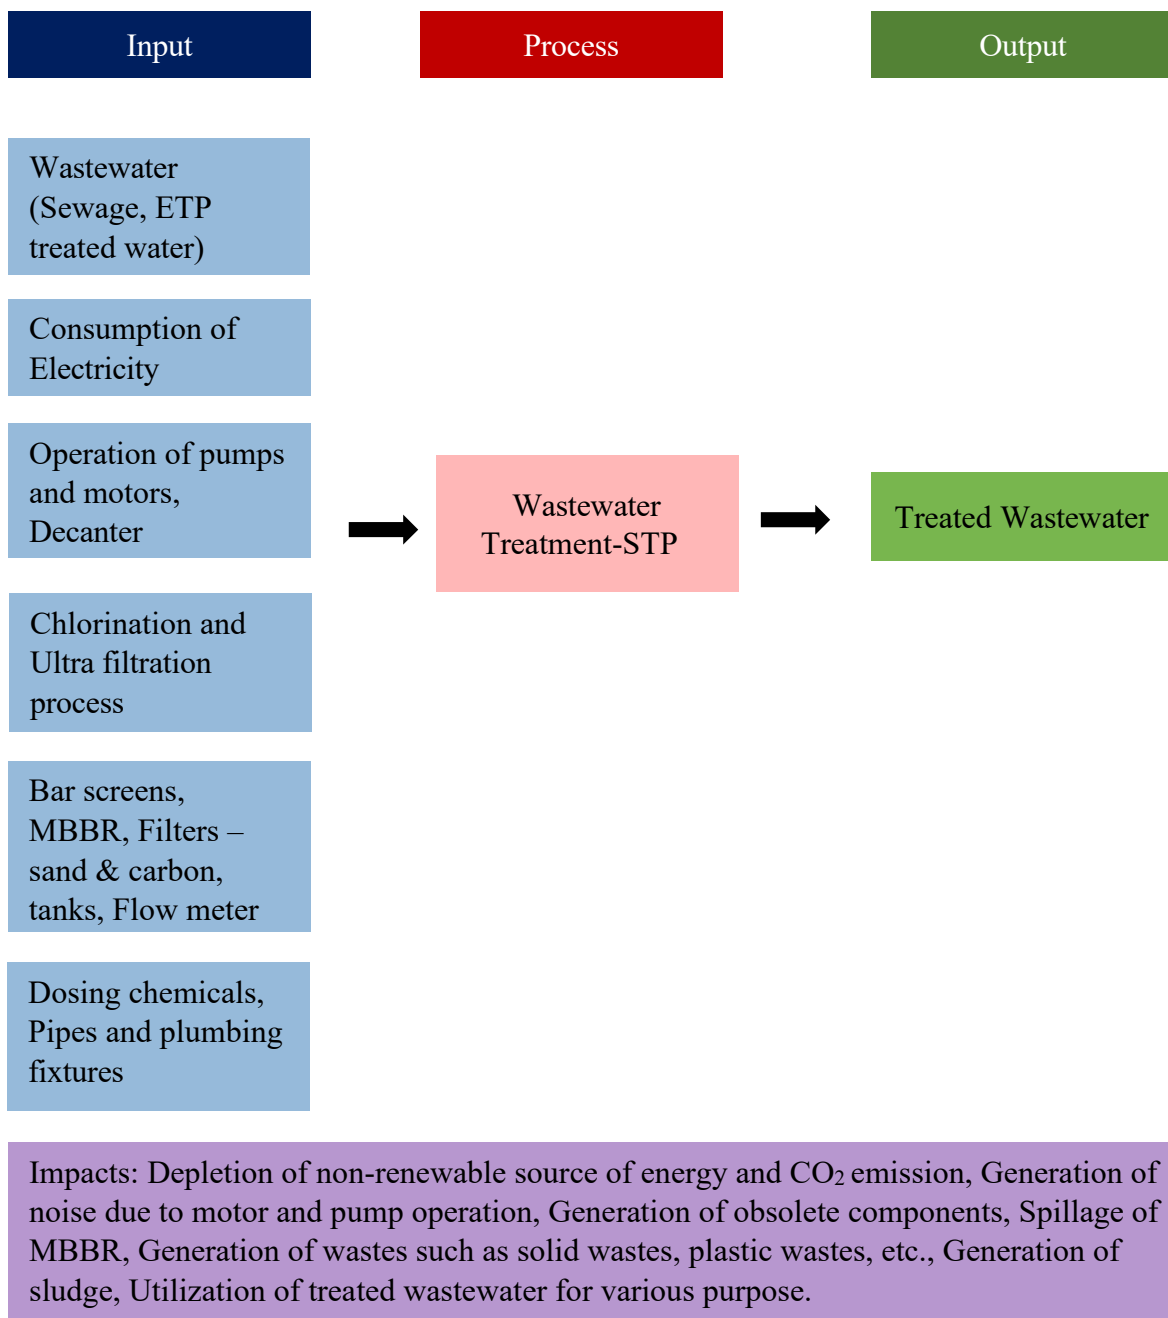 Input
Process
Output
Wastewater
(Sewage, ETP
treated water)
Consumption of
Electricity
Operation of pumps
and motors,
Decanter
Wastewater
Treatment-STP
Treated Wastewater
Chlorination and
Ultra filtration
process
Bar screens,
MBBR, Filters –
sand & carbon,
tanks, Flow meter
Dosing chemicals,
Pipes and plumbing
fixtures
Impacts: Depletion of non-renewable source of energy and CO₂ emission, Generation of
noise due to motor and pump operation, Generation of obsolete components, Spillage of
MBBR, Generation of wastes such as solid wastes, plastic wastes, etc., Generation of
sludge, Utilization of treated wastewater for various purpose.